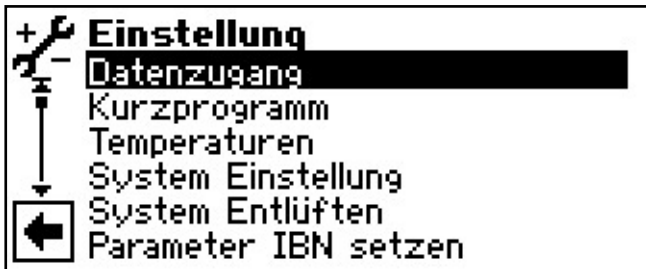 Einstellung
Datenzugang
Kurzprogramm
Temperaturen
System Einstellung
System Entlüften
Parameter IBN setzen